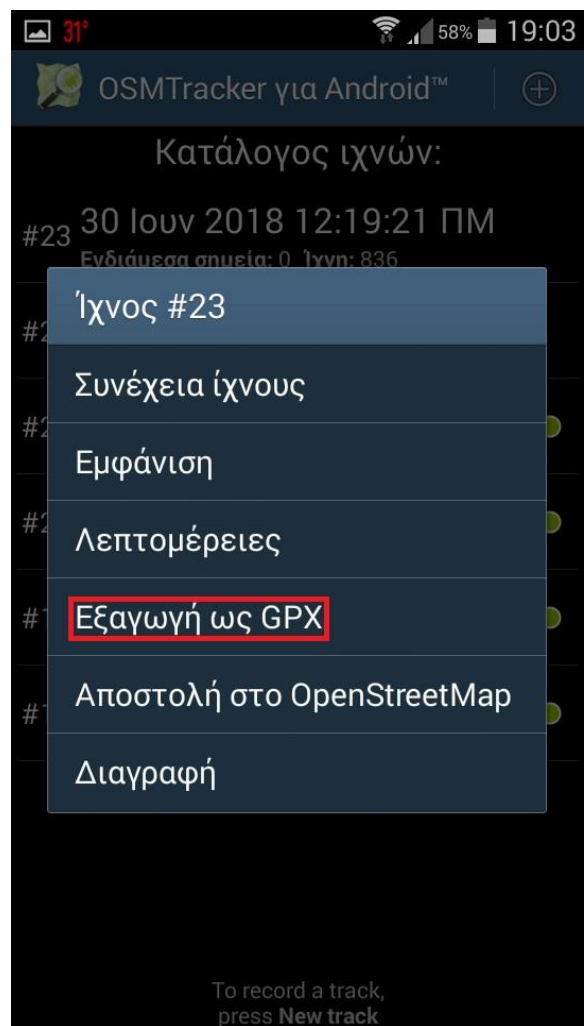 31°
58%
19:03
OSMTracker για Android™
Κατάλογος ιχνών:
#23
30 Ιουν 2018 12:19:21 ΠΜ
Ενδιάμεσα σημεία: 0 Ίχνη: 836
Ίχνος #23
Συνέχεια ίχνους
Εμφάνιση
Λεπτομέρειες
Εξαγωγή ως GPX
Αποστολή στο OpenStreetMap
Διαγραφή
To record a track,
press New track